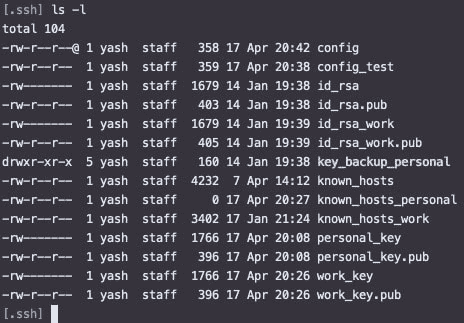 [.ssh] ls -l
total 104
-rw-r--r--@ 1 yash  staff   358 17 Apr 20:42 config
-rw-r--r--  1 yash  staff   359 17 Apr 20:38 config_test
-rw-------  1 yash  staff  1679 14 Jan 19:38 id_rsa
-rw-r--r--  1 yash  staff   403 14 Jan 19:38 id_rsa.pub
-rw-------  1 yash  staff  1679 14 Jan 19:39 id_rsa_work
-rw-r--r--  1 yash  staff   405 14 Jan 19:39 id_rsa_work.pub
drwxr-xr-x  5 yash  staff   160 14 Jan 19:38 key_backup_personal
-rw-r--r--  1 yash  staff  4232  7 Apr 14:12 known_hosts
-rw-r--r--  1 yash  staff     0 17 Apr 20:27 known_hosts_personal
-rw-------  1 yash  staff  3402 17 Jan 21:24 known_hosts_work
-rw-------  1 yash  staff  1766 17 Apr 20:08 personal_key
-rw-r--r--  1 yash  staff   396 17 Apr 20:08 personal_key.pub
-rw-------  1 yash  staff  1766 17 Apr 20:26 work_key
-rw-r--r--  1 yash  staff   396 17 Apr 20:26 work_key.pub
[.ssh]